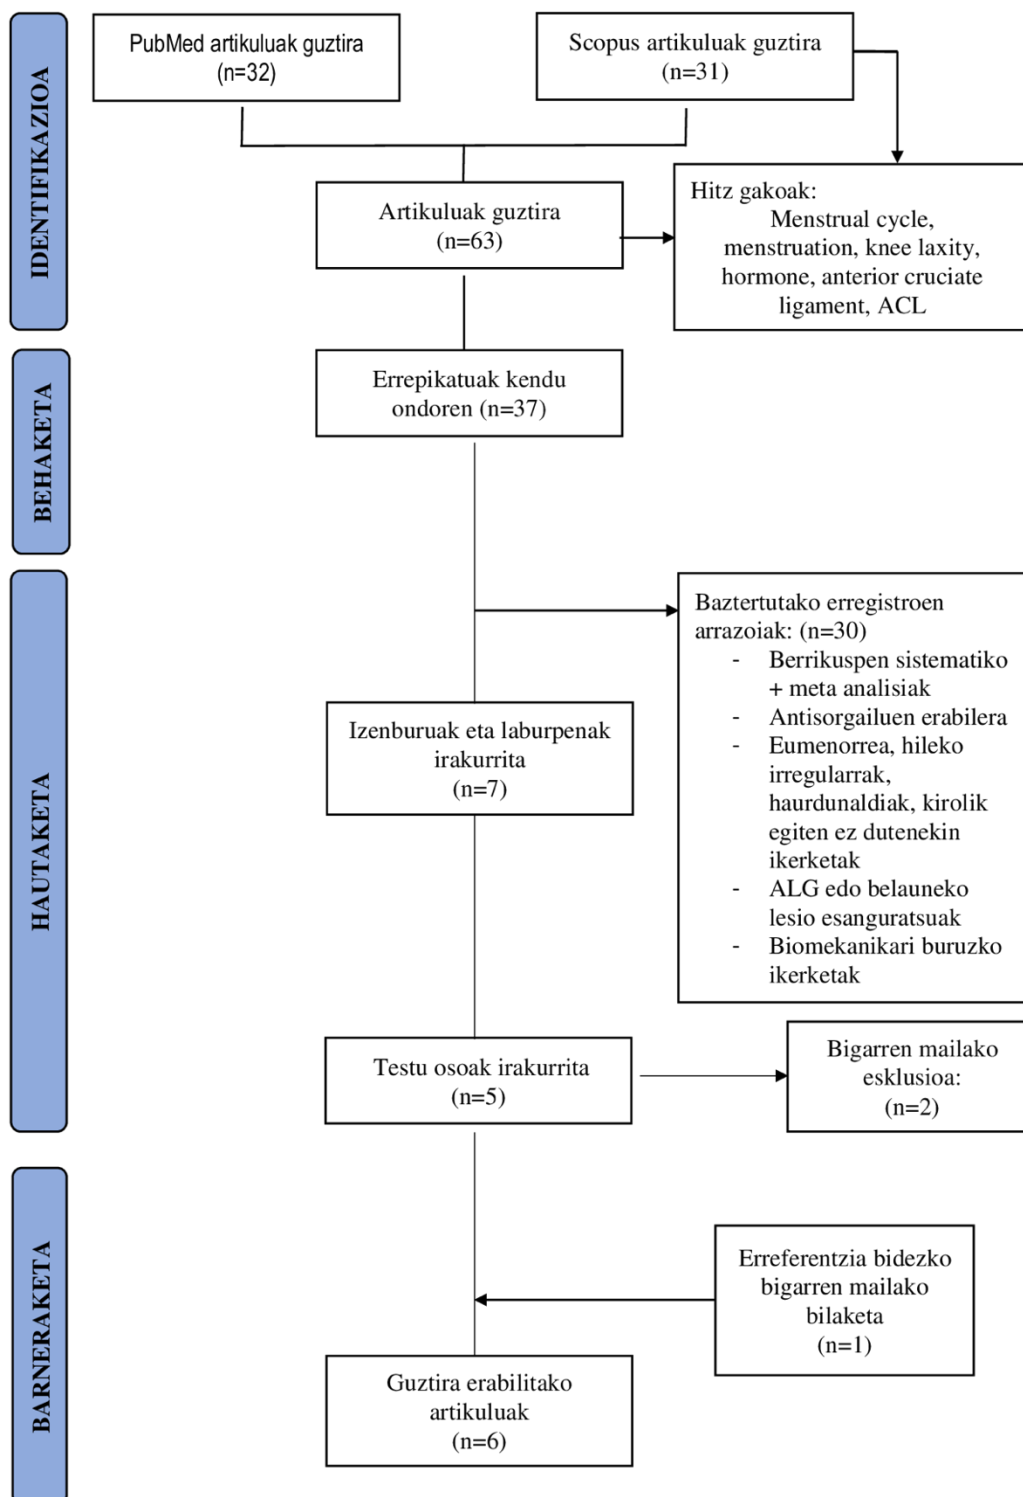 IDENTIFIKAZIOA
PubMed artikuluak guztira
(n=32)
Scopus artikuluak guztira
(n=31)
Artikuluak guztira
(n=63)
Hitz gakoak:
Menstrual cycle,
menstruation, knee laxity,
hormone, anterior cruciate
ligament, ACL
BEHAKETA
Errepikatuak kendu
ondoren (n=37)
HAUTAKETA
Baztertutako erregistroen
arrazoiak: (n=30)
- Berrikuspen sistematiko
+ meta analisiak
- Antisorgailuen erabilera
- Eumenorrea, hileko
irregularrak,
haurdunaldiak, kirolik
egiten ez dutenekin
ikerketak
- ALG edo belauneko
lesio esanguratsuak
- Biomekanikari buruzko
ikerketak
Izenburuak eta laburpenak
irakurrita
(n=7)
Testu osoak irakurrita
(n=5)
Bigarren mailako
esklusioa:
(n=2)
BARNERAKETA
Erreferentzia bidezko
bigarren mailako
bilaketa
(n=1)
Guztira erabilitako
artikuluak
(n=6)